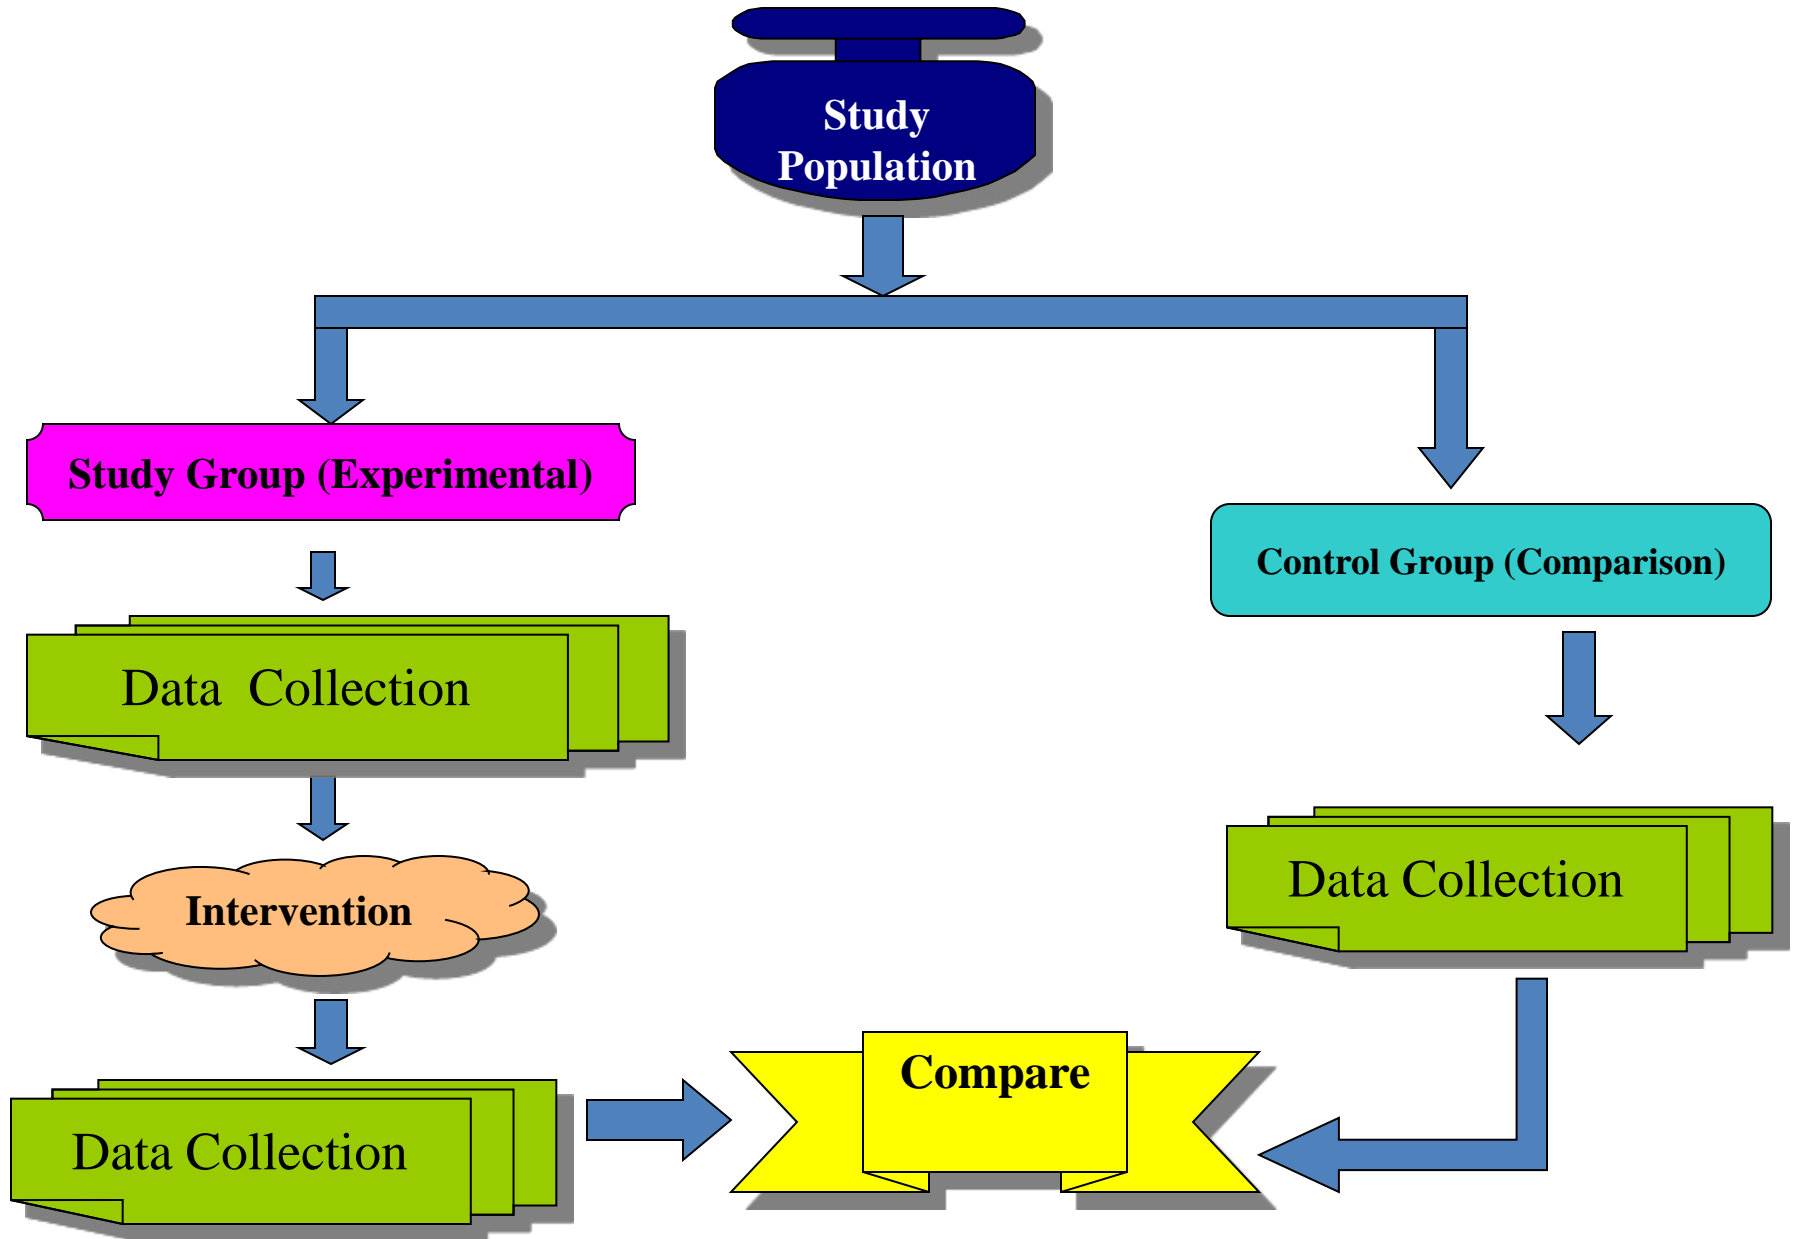 Study
Population
Study Group (Experimental)
Control Group (Comparison)
Data  Collection
Data Collection
Intervention
Compare
Data Collection